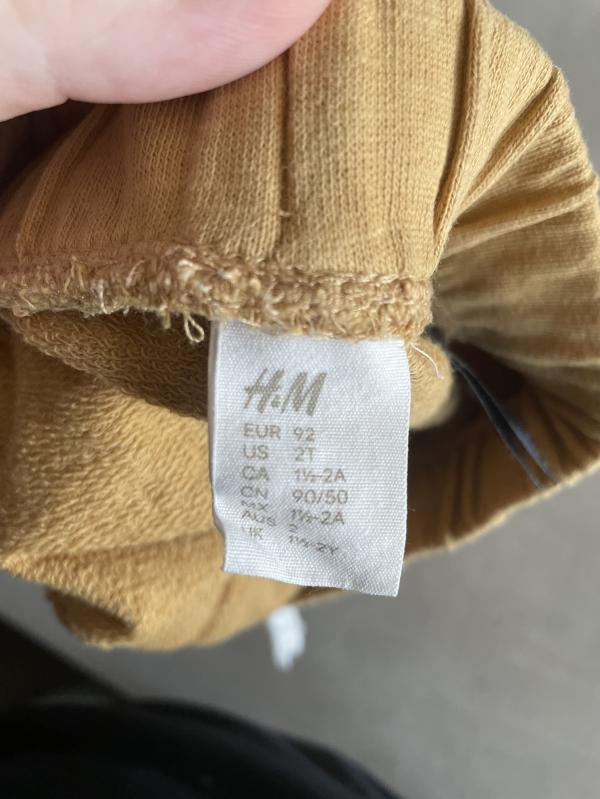 H&M
EUR 92
US 2T
CA 1½-2A
CN 90/50
MX 1½-2A
AUS 2
UK 1½-2Y